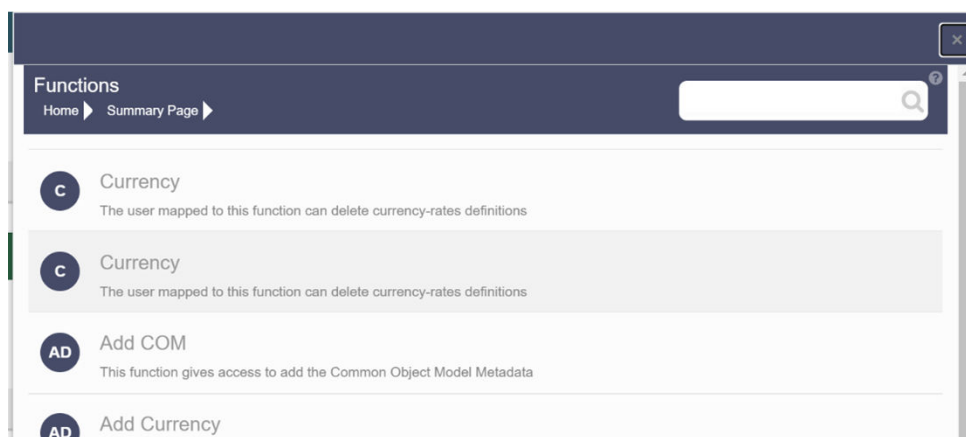 ×
Functions
?
Home Summary Page
C
Currency
The user mapped to this function can delete currency-rates definitions
C
Currency
The user mapped to this function can delete currency-rates definitions
AD
Add COM
This function gives access to add the Common Object Model Metadata
AD
Add Currency